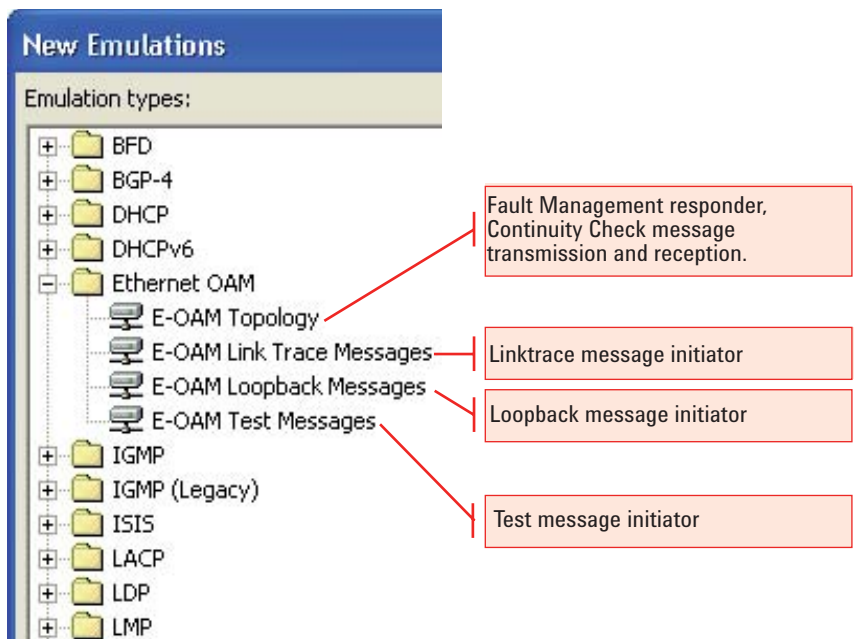 New Emulations
Emulation types:
BFD
BGP-4
DHCP
DHCPv6
Ethernet OAM
E-OAM Topology
E-OAM Link Trace Messages
E-OAM Loopback Messages
E-OAM Test Messages
IGMP
IGMP (Legacy)
ISIS
LACP
LDP
LMP
Fault Management responder,
Continuity Check message
transmission and reception.
Linktrace message initiator
Loopback message initiator
Test message initiator